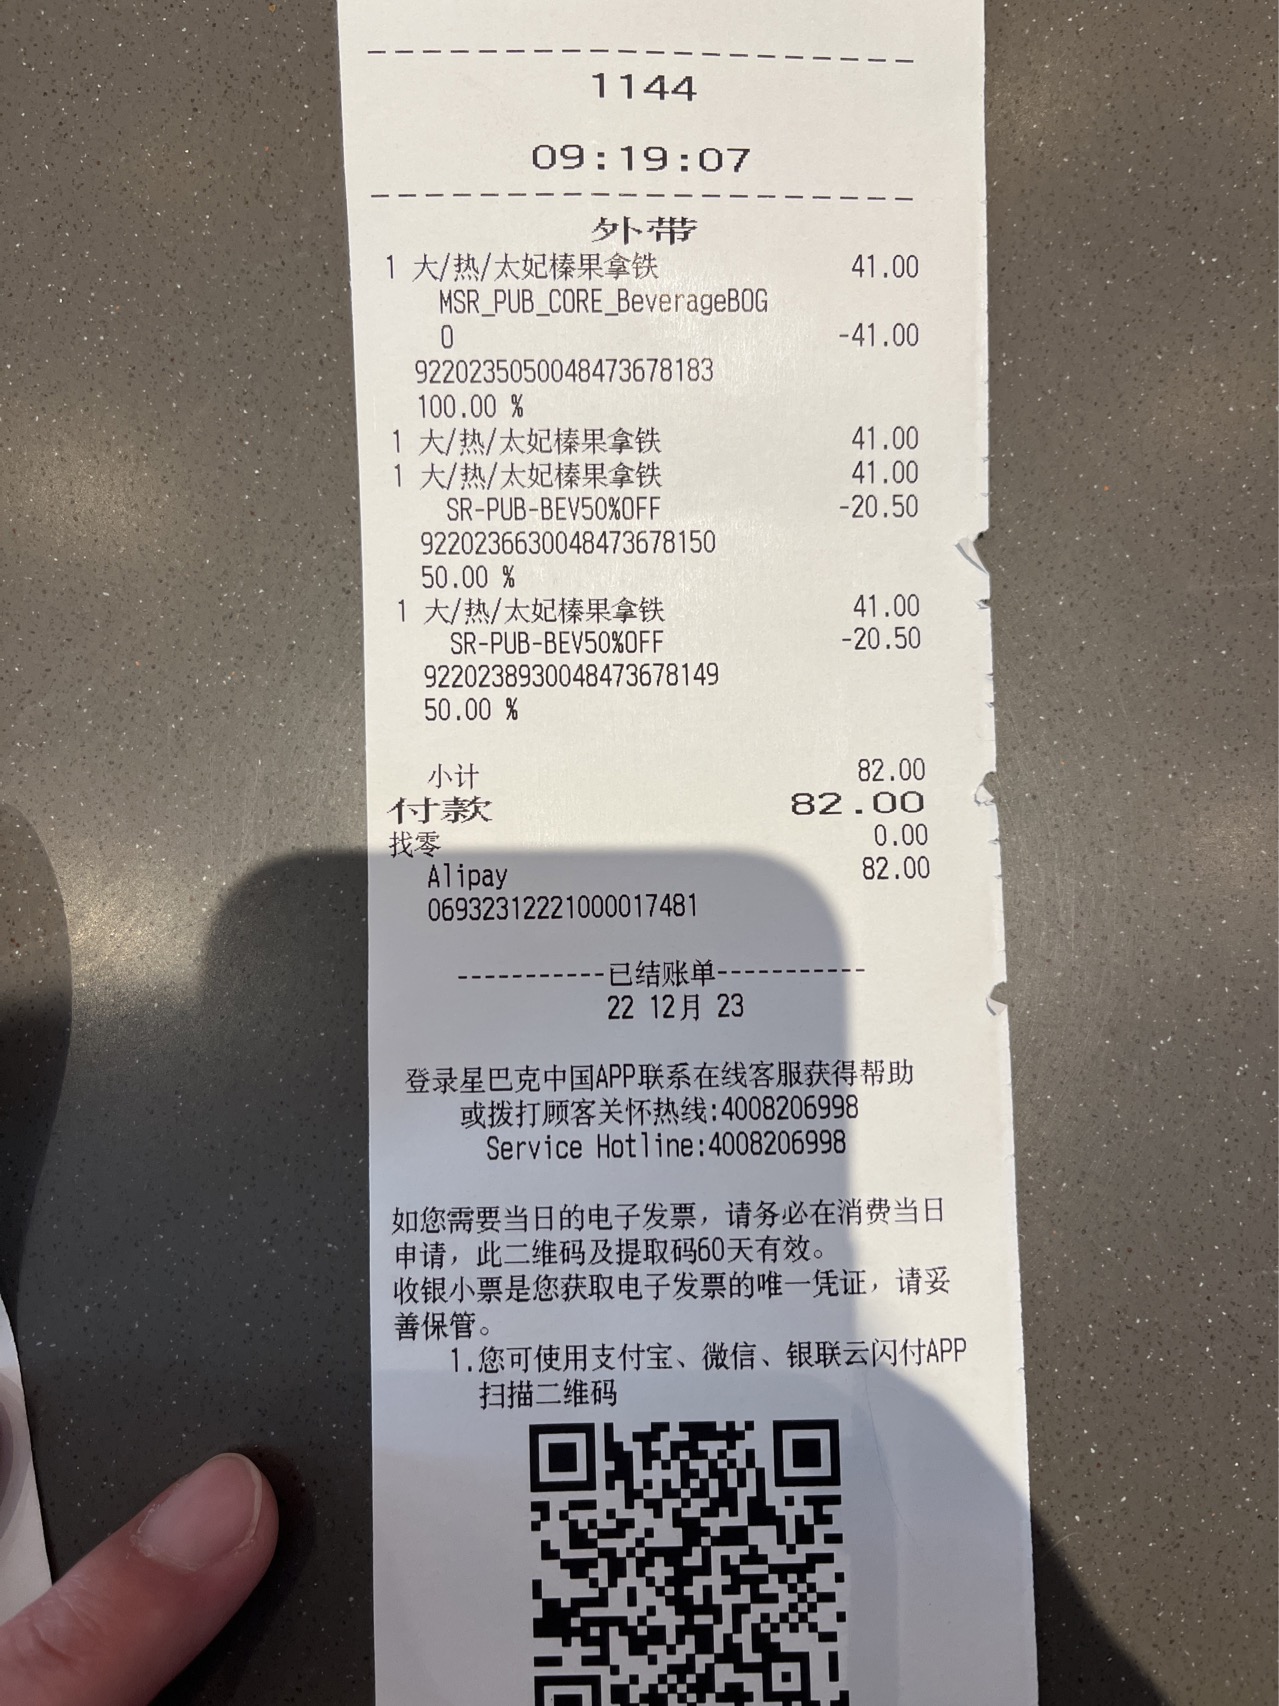 1144
09:19:07
外带
1 大/热/太妃榛果拿铁 41.00
MSR_PUB_CORE_BeverageBOG
O -41.00
9220235050048473678183
100.00 %
1 大/热/太妃榛果拿铁 41.00
1 大/热/太妃榛果拿铁 41.00
SR-PUB-BEV50%OFF -20.50
9220236630048473678150
50.00 %
1 大/热/太妃榛果拿铁 41.00
SR-PUB-BEV50%OFF -20.50
9220238930048473678149
50.00 %
小计 82.00
付款 82.00
找零 0.00
Alipay 82.00
06932312221000017481
-----------已结账单-----------
22 12月 23
登录星巴克中国APP联系在线客服获得帮助
或拨打顾客关怀热线:4008206998
Service Hotline:4008206998
如您需要当日的电子发票，请务必在消费当日
申请，此二维码及提取码60天有效。
收银小票是您获取电子发票的唯一凭证，请妥
善保管。
1.您可使用支付宝、微信、银联云闪付APP
扫描二维码